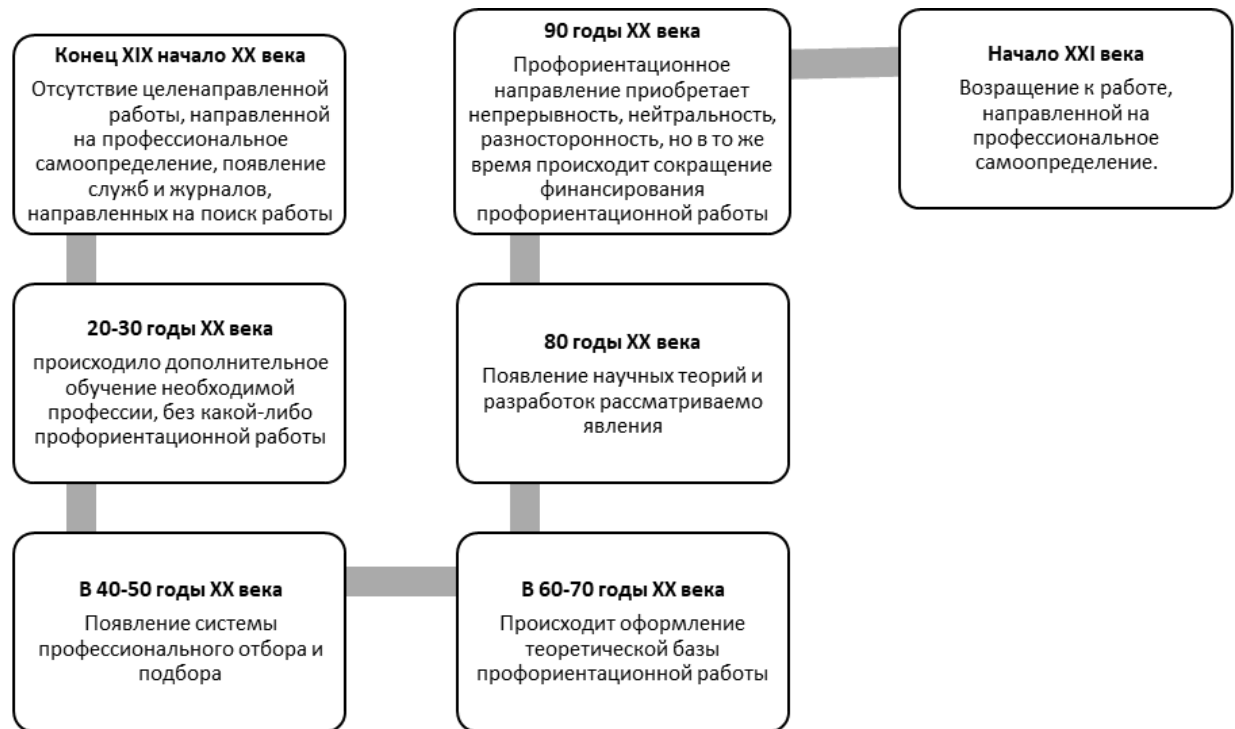 Конец XIX начало XX века
Отсутствие целенаправленной
работы, направленной
на профессиональное
самоопределение, появление
служб и журналов,
направленных на поиск работы
20-30 годы XX века
происходило дополнительное
обучение необходимой
профессии, без какой-либо
профориентационной работы
В 40-50 годы XX века
Появление системы
профессионального отбора и
подбора
В 60-70 годы XX века
Происходит оформление
теоретической базы
профориентационной работы
80 годы XX века
Появление научных теорий и
разработок рассматриваемо
явления
90 годы XX века
Профориентационное
направление приобретает
непрерывность, нейтральность,
разносторонность, но в то же
время происходит сокращение
финансирования
профориентационной работы
Начало XXI века
Возращение к работе,
направленной на
профессиональное
самоопределение.